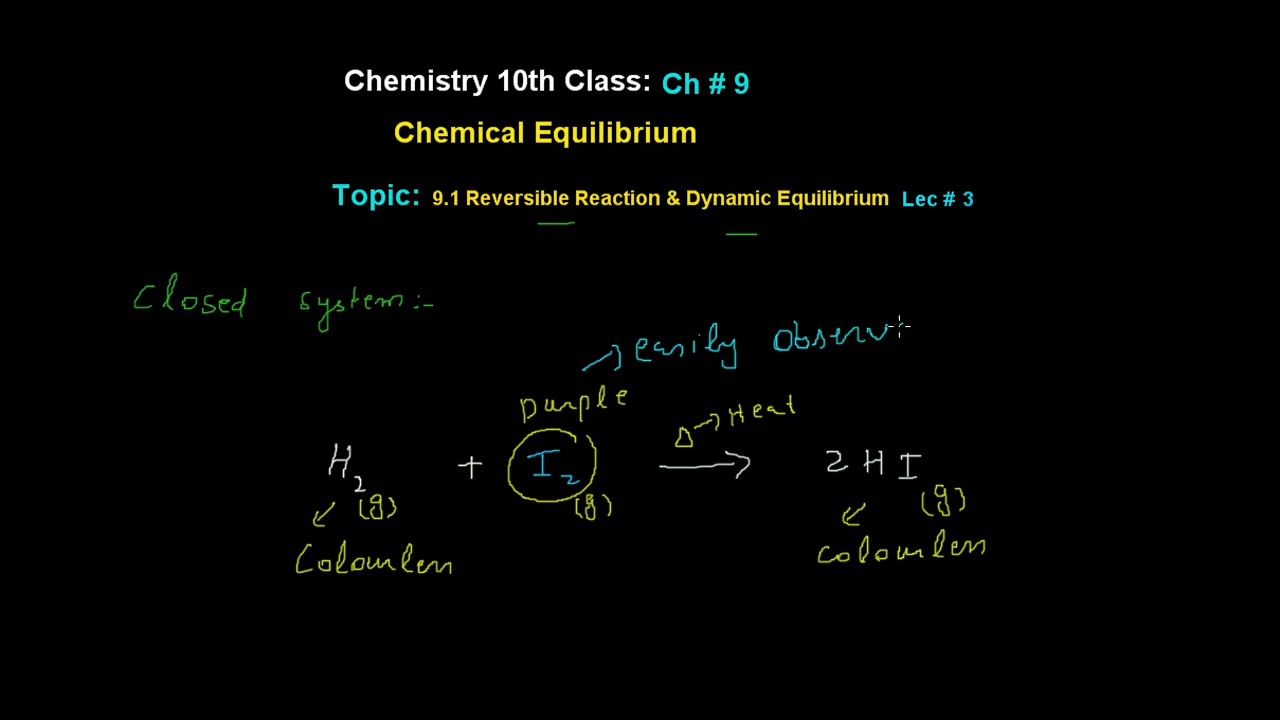 Chemistry 10th Class: Ch # 9
Chemical Equilibrium
Topic: 9.1 Reversible Reaction & Dynamic Equilibrium Lec # 3
Closed system:-
→ easily observ
purple
Δ → Heat
H₂ (g) + I₂ (g) → 2HI (g)
Colourless
colourless